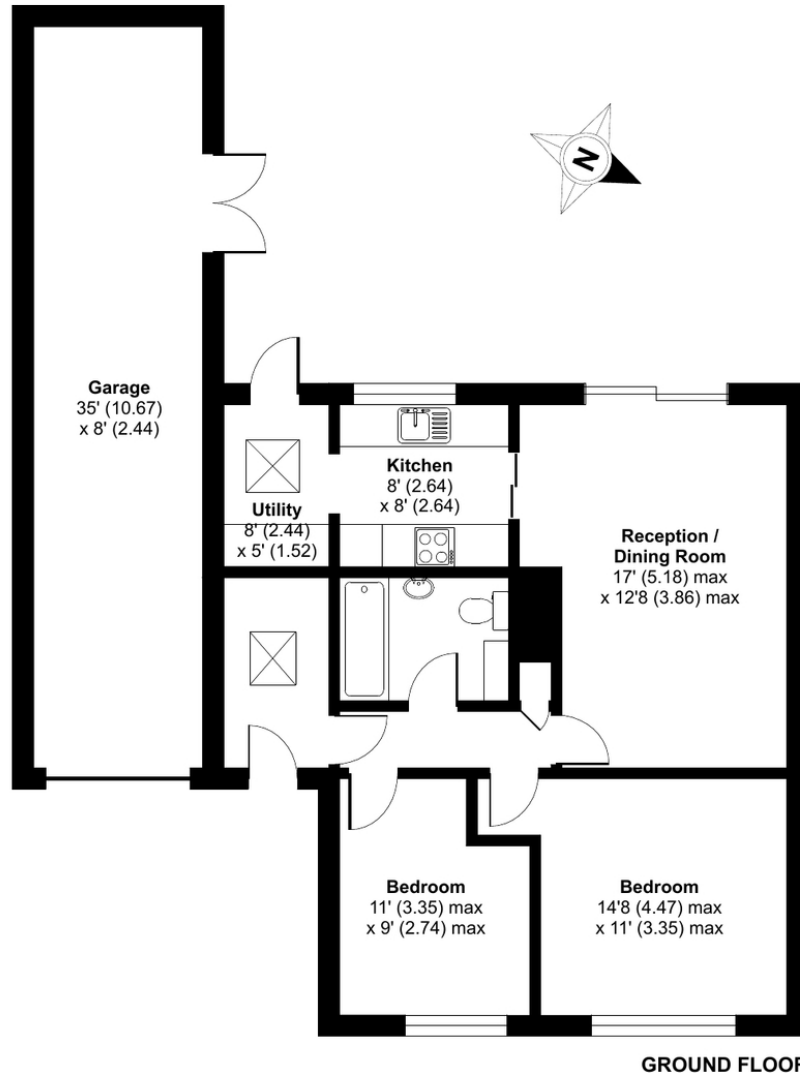 N
Garage
35' (10.67)
x 8' (2.44)
Kitchen
8' (2.64)
x 8' (2.64)
Utility
8' (2.44)
x 5' (1.52)
Reception /
Dining Room
17' (5.18) max
x 12'8 (3.86) max
Bedroom
11' (3.35) max
x 9' (2.74) max
Bedroom
14'8 (4.47) max
x 11' (3.35) max
GROUND FLOOR